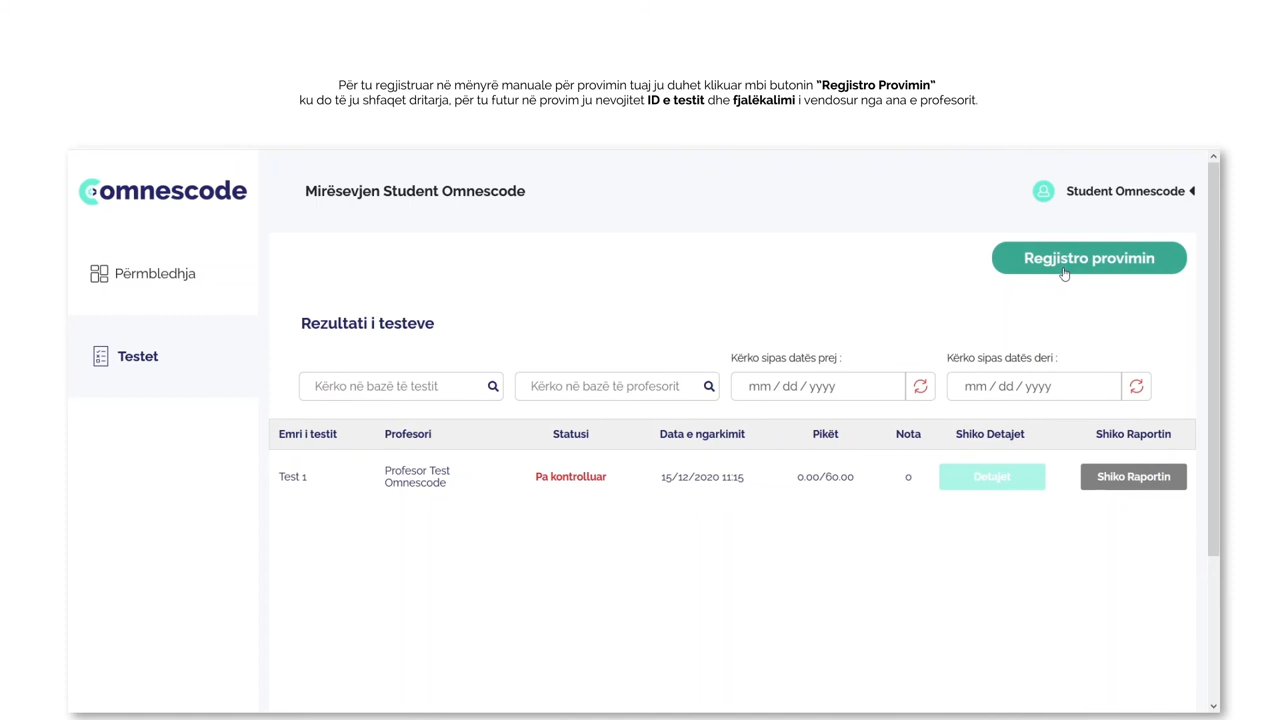 Për tu regjistruar në mënyrë manuale për provimin tuaj ju duhet klikuar mbi butonin "Regjistro Provimin"
ku do të ju shfaqet dritarja, për tu futur në provim ju nevojitet ID e testit dhe fjalëkalimi i vendosur nga ana e profesorit.
omnescode
Mirësevjen Student Omnescode
Student Omnescode
Regjistro provimin
Përmbledhja
Testet
Rezultati i testeve
Kërko sipas datës prej :
Kërko sipas datës deri :
Kërko në bazë të testit
Kërko në bazë të profesorit
mm / dd / yyyy
mm / dd / yyyy
Emri i testit
Profesori
Statusi
Data e ngarkimit
Pikët
Nota
Shiko Detajet
Shiko Raportin
Test 1
Profesor Test
Omnescode
Pa kontrolluar
15/12/2020 11:15
0.00/60.00
0
Detajet
Shiko Raportin